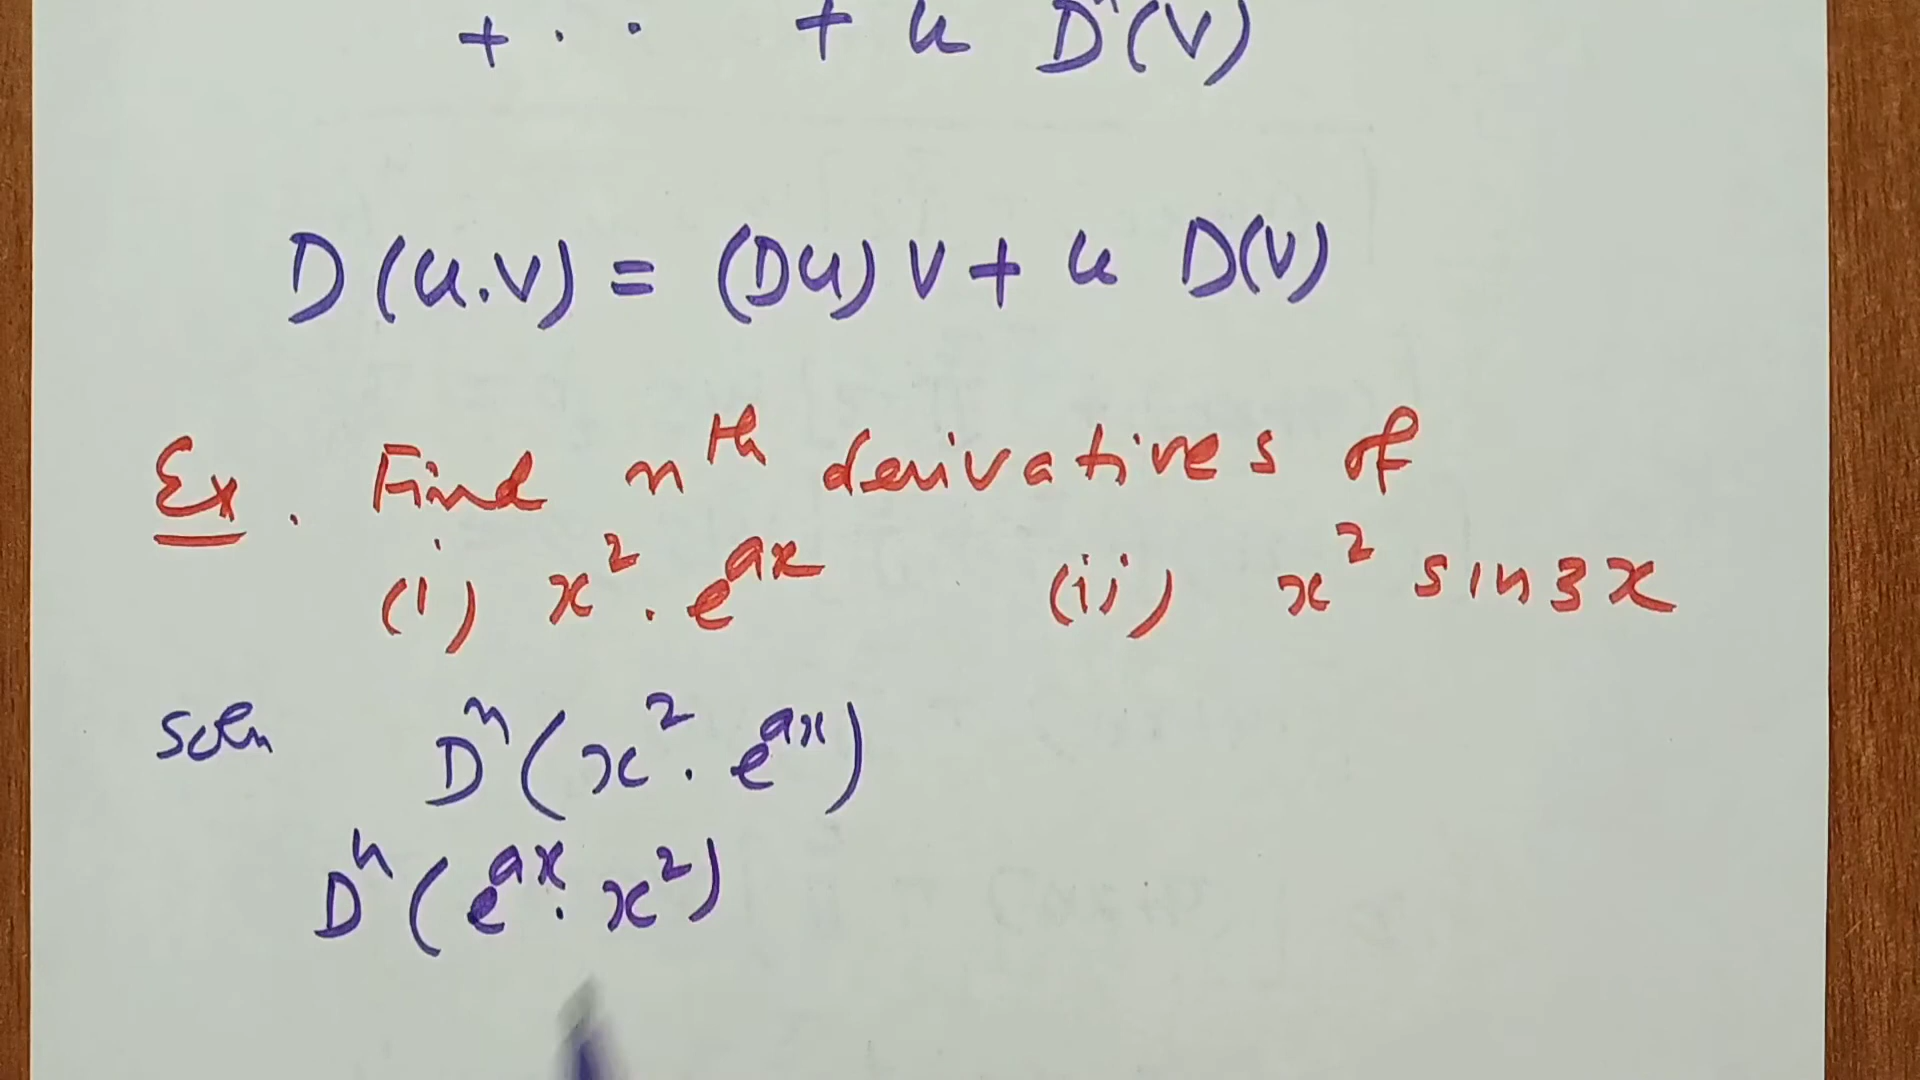 + . . + u Dⁿ(V)
D(u.v) = (Du) v + u D(v)
Ex. Find nᵗʰ derivatives of
(i) x². eᵃˣ (ii) x² sin3x
soln Dⁿ(x². eᵃˣ)
Dⁿ(eᵃˣ. x²)